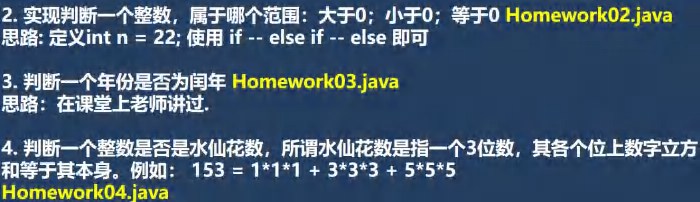 2. 实现判断一个整数，属于哪个范围：大于0；小于0；等于0 Homework02.java
思路: 定义int n = 22; 使用 if -- else if -- else 即可
3. 判断一个年份是否为闰年 Homework03.java
思路：在课堂上老师讲过.
4. 判断一个整数是否是水仙花数，所谓水仙花数是指一个3位数，其各个位上数字立方
和等于其本身。例如： 153 = 1*1*1 + 3*3*3 + 5*5*5
Homework04.java